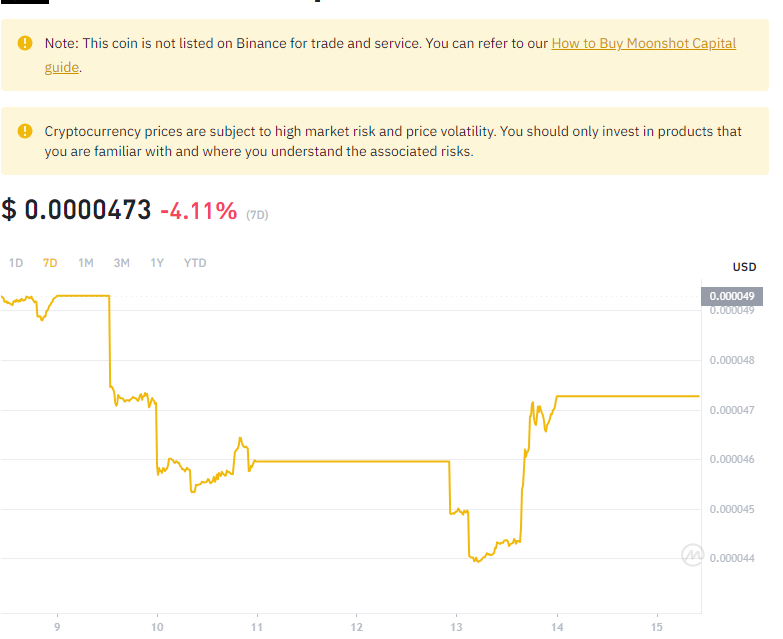 Note: This coin is not listed on Binance for trade and service. You can refer to our How to Buy Moonshot Capital
guide.
Cryptocurrency prices are subject to high market risk and price volatility. You should only invest in products that
you are familiar with and where you understand the associated risks.
$ 0.0000473 -4.11% (7D)
1D 7D 1M 3M 1Y YTD
USD
0.000049
0.000049
0.000048
0.000047
0.000046
0.000045
0.000044
9 10 11 12 13 14 15